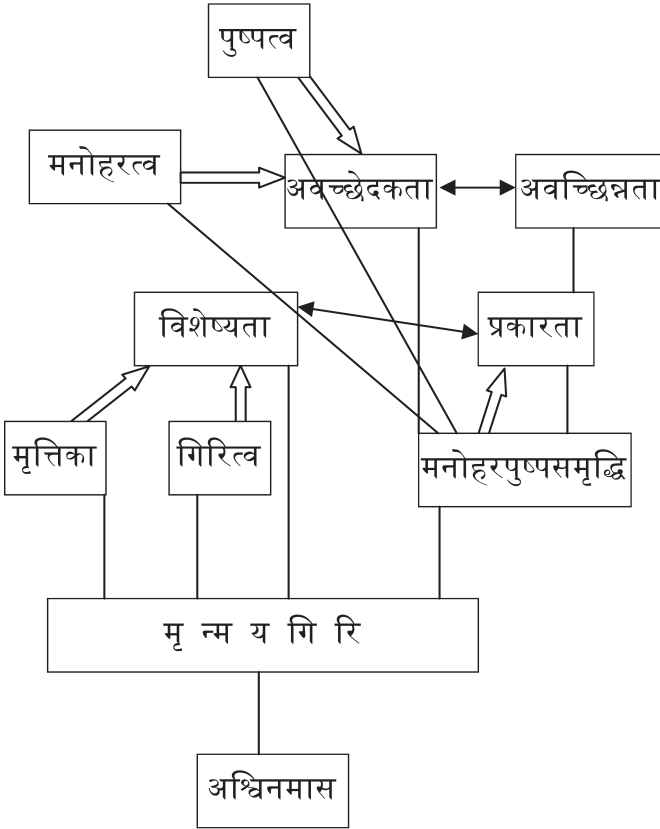 पुष्पत्व
मनोहरत्व
अवच्छेदकता
अवच्छिन्नता
विशेष्यता
प्रकारता
मृत्तिका
गिरित्व
मनोहरपुष्पसमृद्धि
मृ न्म य गि रि
अश्विनमास